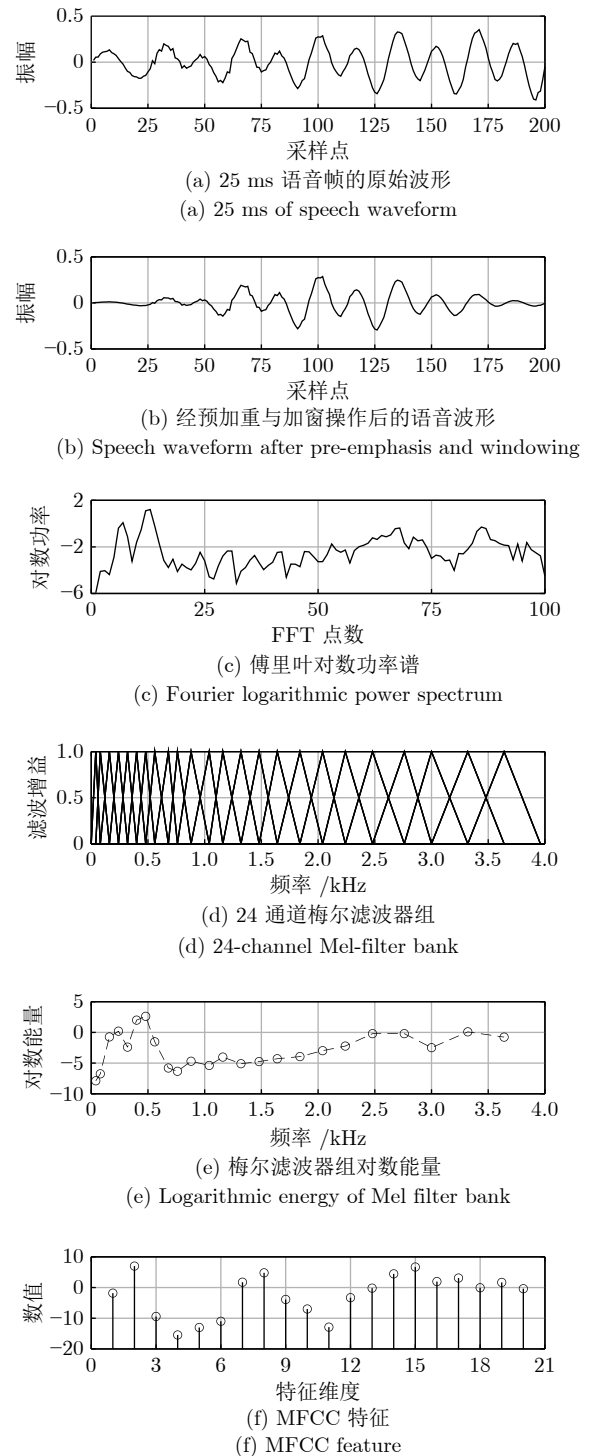 0.5
振幅
0
−0.5
0 25 50 75 100 125 150 175 200
采样点
(a) 25 ms 语音帧的原始波形
(a) 25 ms of speech waveform
0.5
振幅
0
−0.5
0 25 50 75 100 125 150 175 200
采样点
(b) 经预加重与加窗操作后的语音波形
(b) Speech waveform after pre-emphasis and windowing
2
对数功率
−2
−6
0 25 50 75 100
FFT 点数
(c) 傅里叶对数功率谱
(c) Fourier logarithmic power spectrum
1.0
滤波增益
0.5
0
0 0.5 1.0 1.5 2.0 2.5 3.0 3.5 4.0
频率 /kHz
(d) 24 通道梅尔滤波器组
(d) 24-channel Mel-filter bank
5
对数能量
0
−5
−10
0 0.5 1.0 1.5 2.0 2.5 3.0 3.5 4.0
频率 /kHz
(e) 梅尔滤波器组对数能量
(e) Logarithmic energy of Mel filter bank
10
数值
0
−10
−20
0 3 6 9 12 15 18 21
特征维度
(f) MFCC 特征
(f) MFCC feature